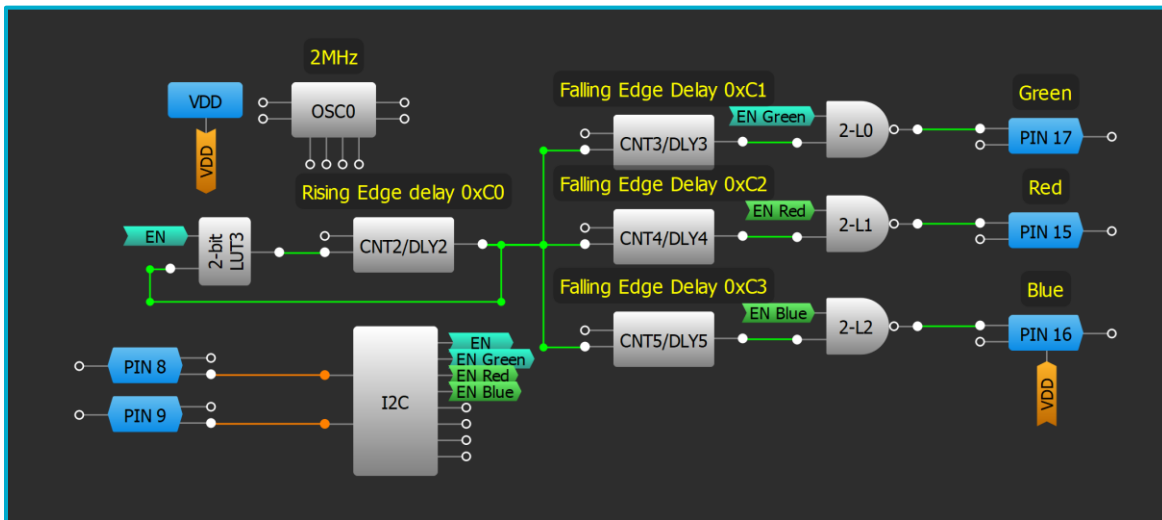 2MHz
VDD
OSC0
VDD
Rising Edge delay 0xC0
EN
2-bit
LUT3
CNT2/DLY2
Falling Edge Delay 0xC1
EN Green
CNT3/DLY3
2-L0
Green
PIN 17
Falling Edge Delay 0xC2
EN Red
CNT4/DLY4
2-L1
Red
PIN 15
Falling Edge Delay 0xC3
EN Blue
CNT5/DLY5
2-L2
Blue
PIN 16
VDD
PIN 8
PIN 9
I2C
EN
EN Green
EN Red
EN Blue